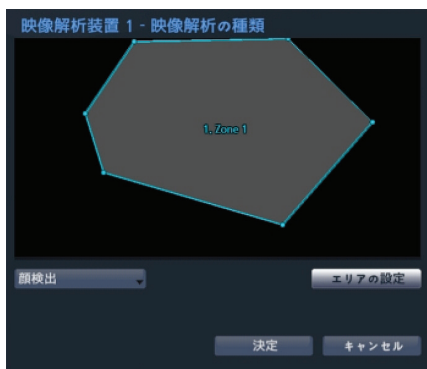 映像解析装置 1 - 映像解析の種類
1, Zone 1
顔検出
エリアの設定
決定
キャンセル